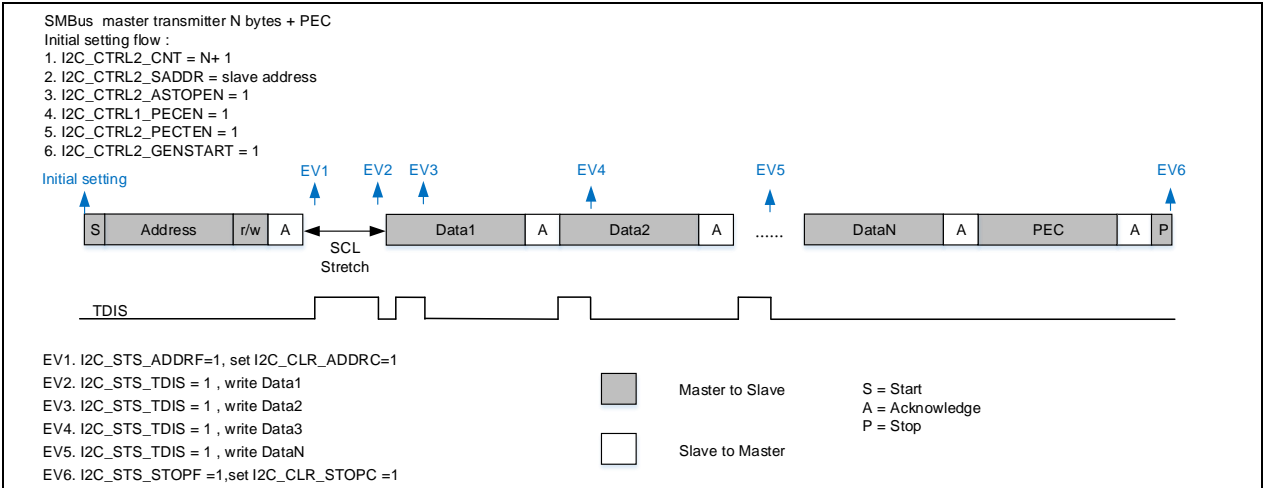 SMBus master transmitter N bytes + PEC
Initial setting flow :
1. I2C_CTRL2_CNT = N+ 1
2. I2C_CTRL2_SADDR = slave address
3. I2C_CTRL2_ASTOPEN = 1
4. I2C_CTRL1_PECEN = 1
5. I2C_CTRL2_PECTEN = 1
6. I2C_CTRL2_GENSTART = 1
Initial setting EV1 EV2 EV3 EV4 EV5 EV6
S Address r/w A Data1 A Data2 A ...... DataN A PEC A P
SCL
Stretch
TDIS
EV1. I2C_STS_ADDRF=1, set I2C_CLR_ADDRC=1
EV2. I2C_STS_TDIS = 1 , write Data1
EV3. I2C_STS_TDIS = 1 , write Data2
EV4. I2C_STS_TDIS = 1 , write Data3
EV5. I2C_STS_TDIS = 1 , write DataN
EV6. I2C_STS_STOPF =1,set I2C_CLR_STOPC =1
Master to Slave
Slave to Master
S = Start
A = Acknowledge
P = Stop